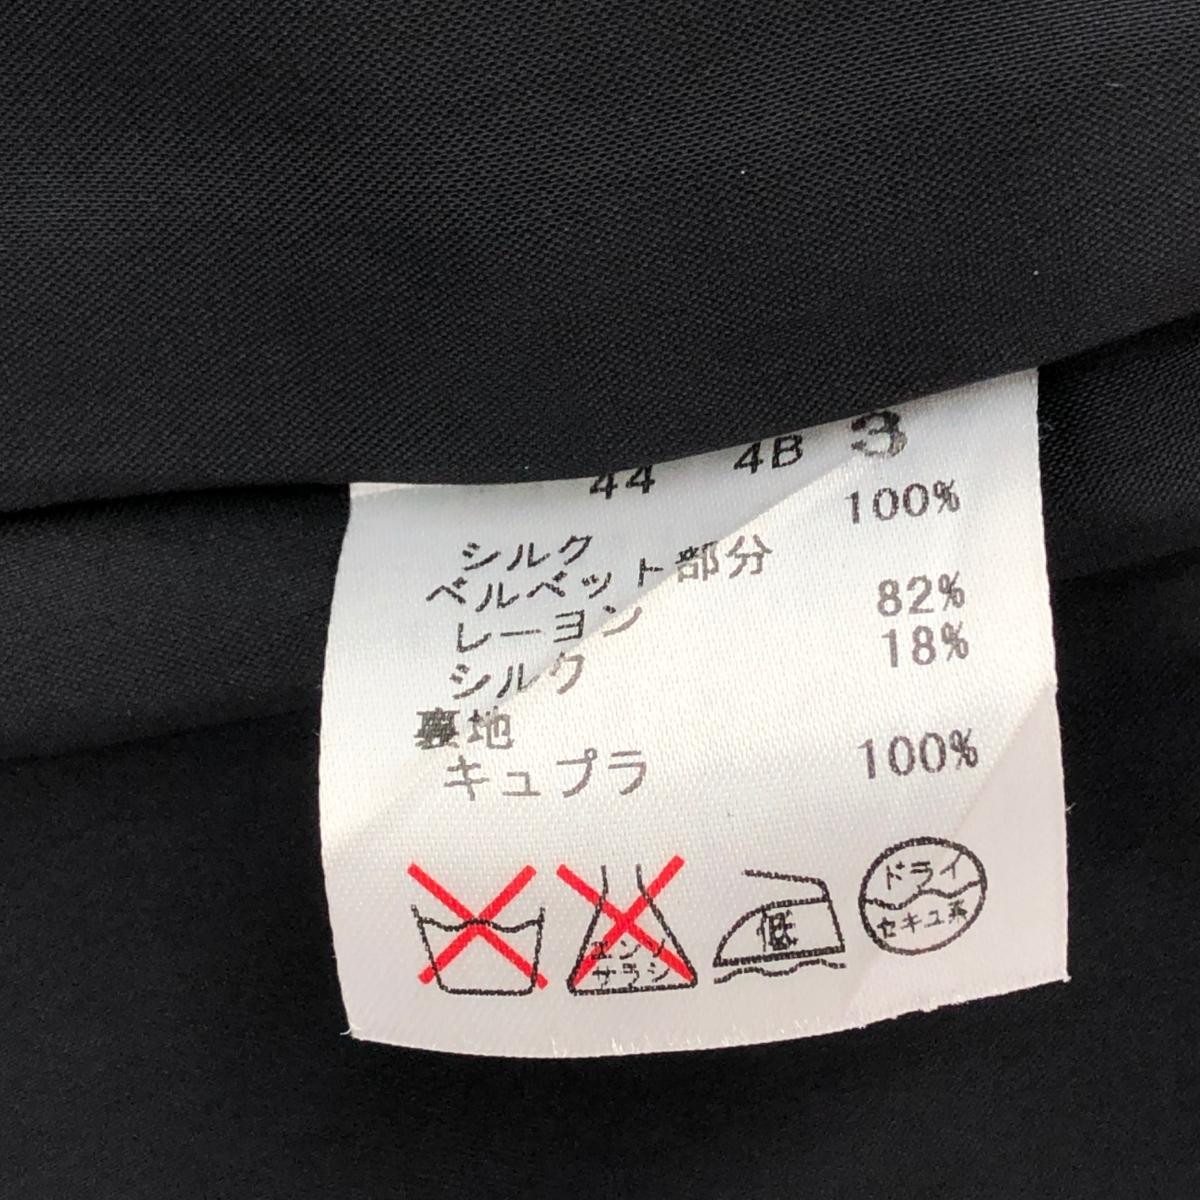 44 4B 3
シルク 100%
ベルベット部分
レーヨン 82%
シルク 18%
裏地
キュプラ 100%
エンソ
サラシ
低
ドライ
セキユ系